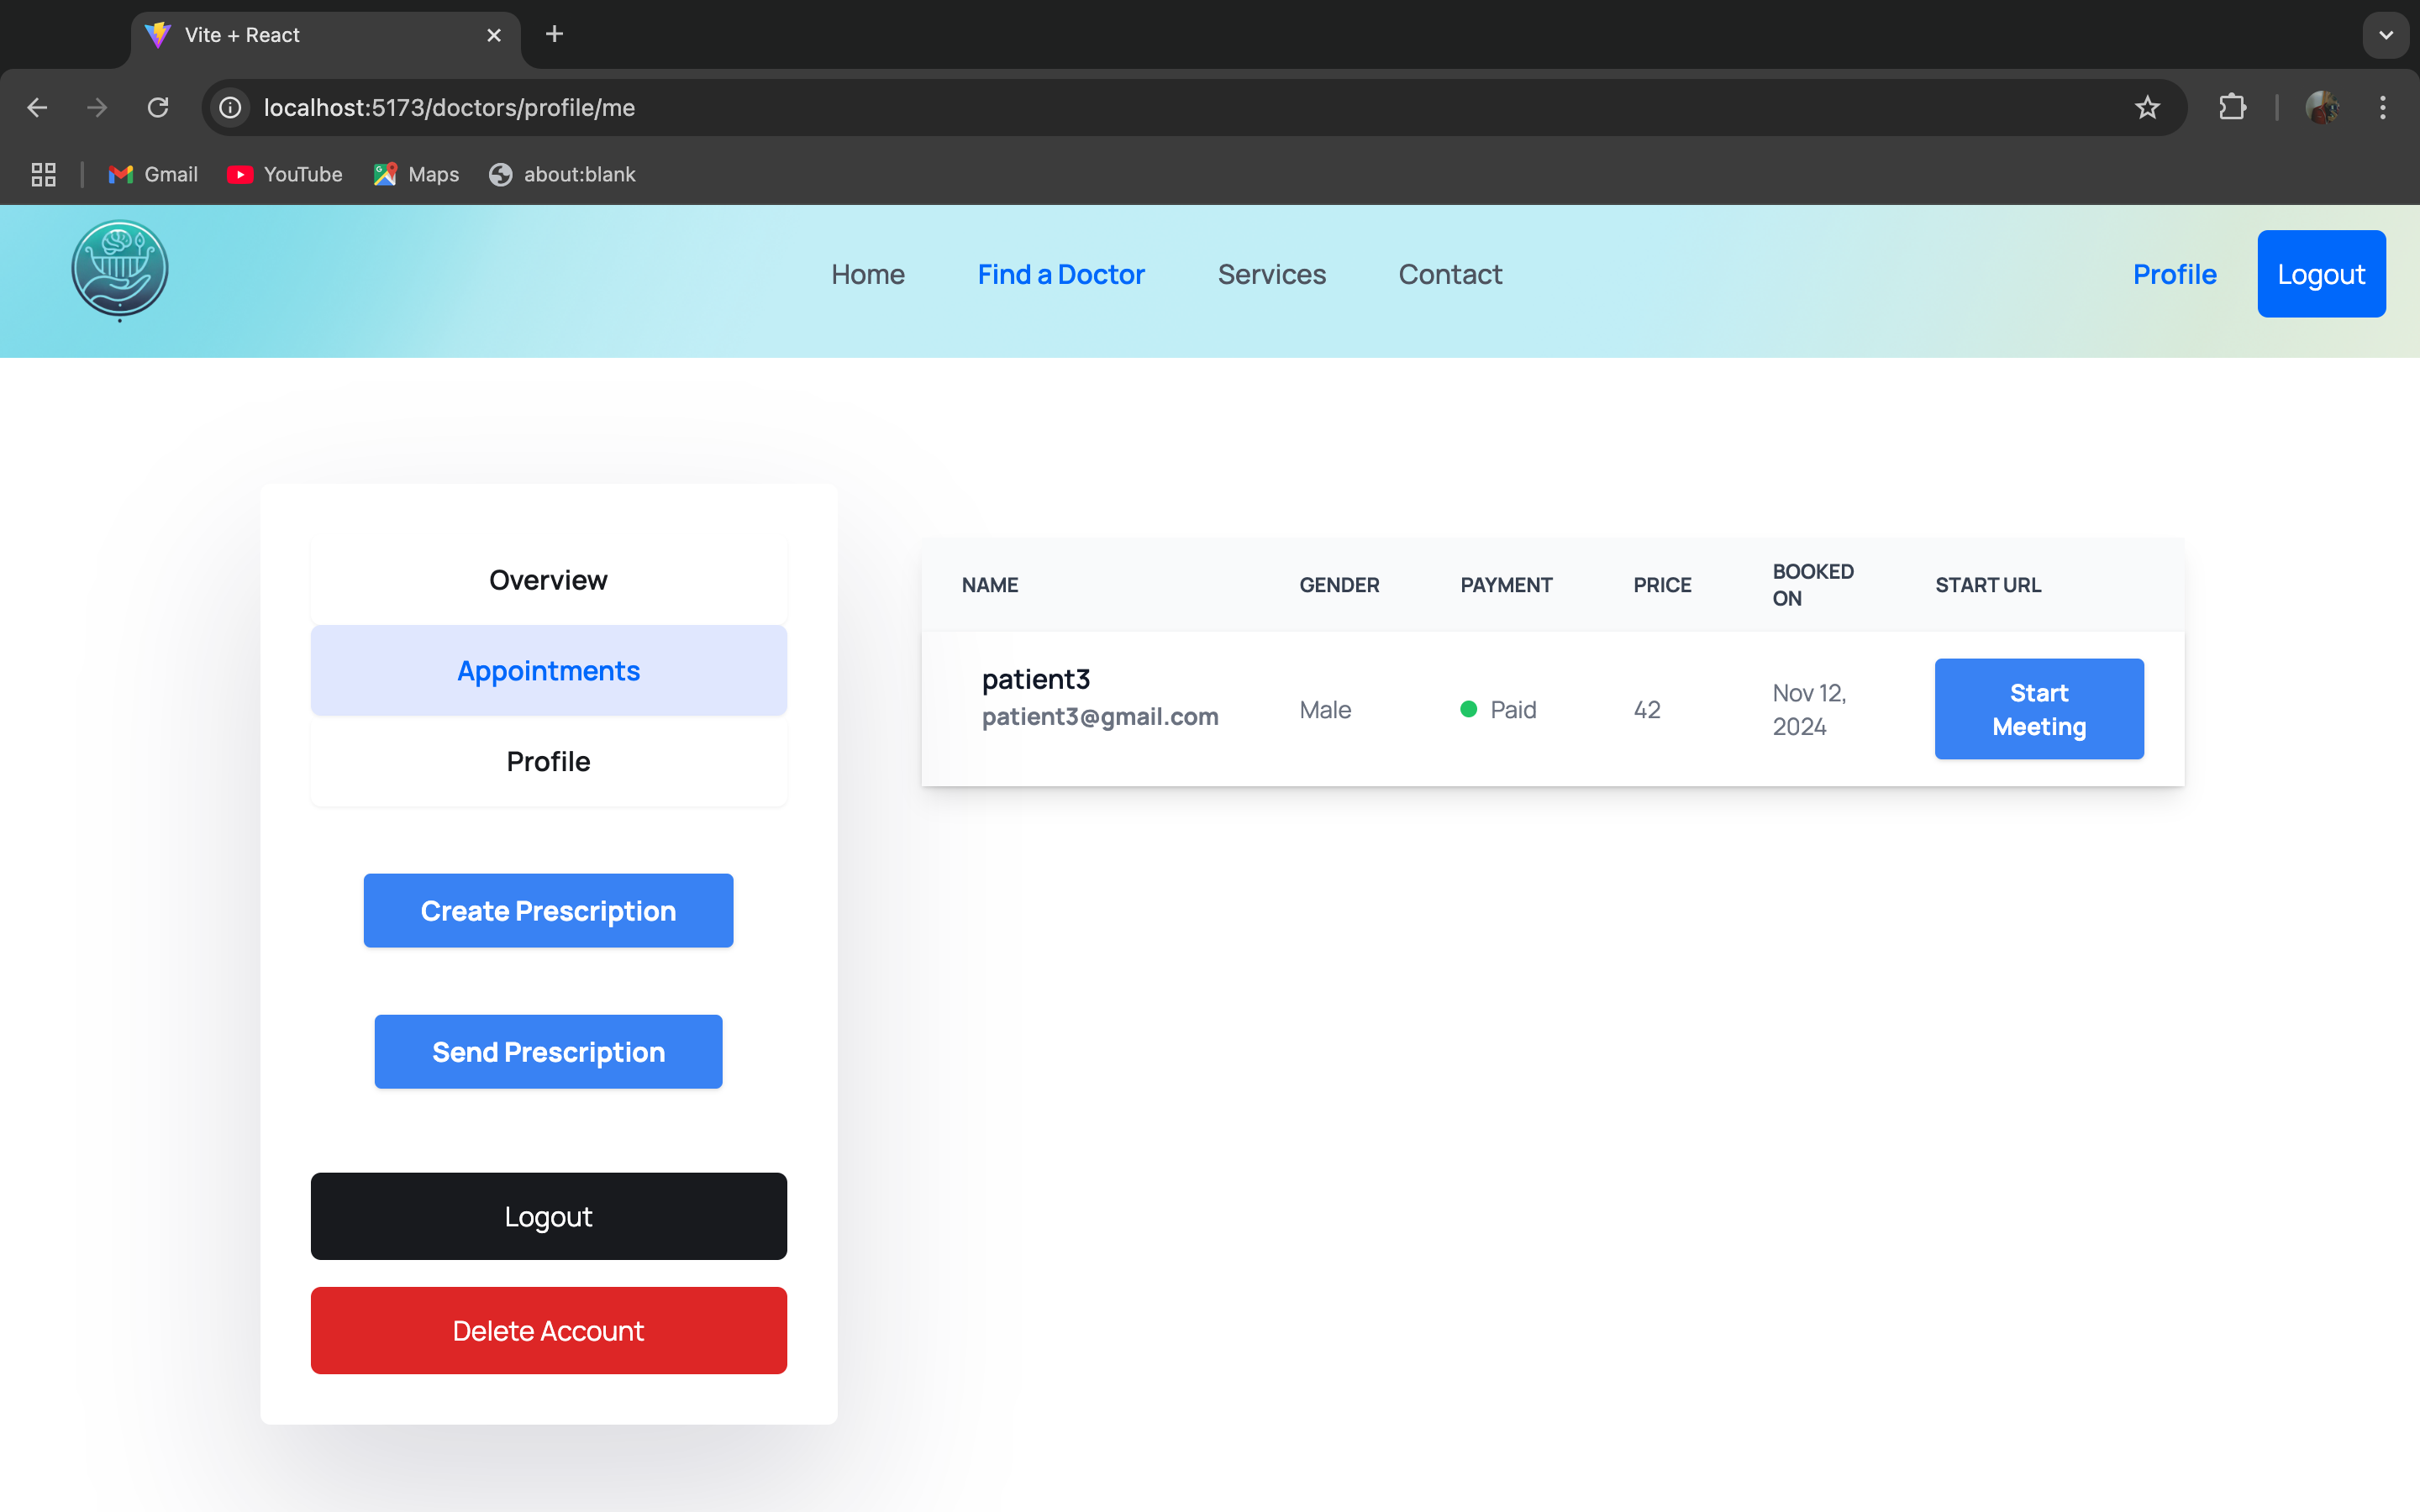 Vite + React
localhost:5173/doctors/profile/me
Gmail YouTube Maps about:blank
Home Find a Doctor Services Contact Profile Logout
Overview
Appointments
Profile
Create Prescription
Send Prescription
Logout
Delete Account
NAME GENDER PAYMENT PRICE BOOKED ON START URL
patient3
patient3@gmail.com
Male Paid 42 Nov 12, 2024
Start Meeting